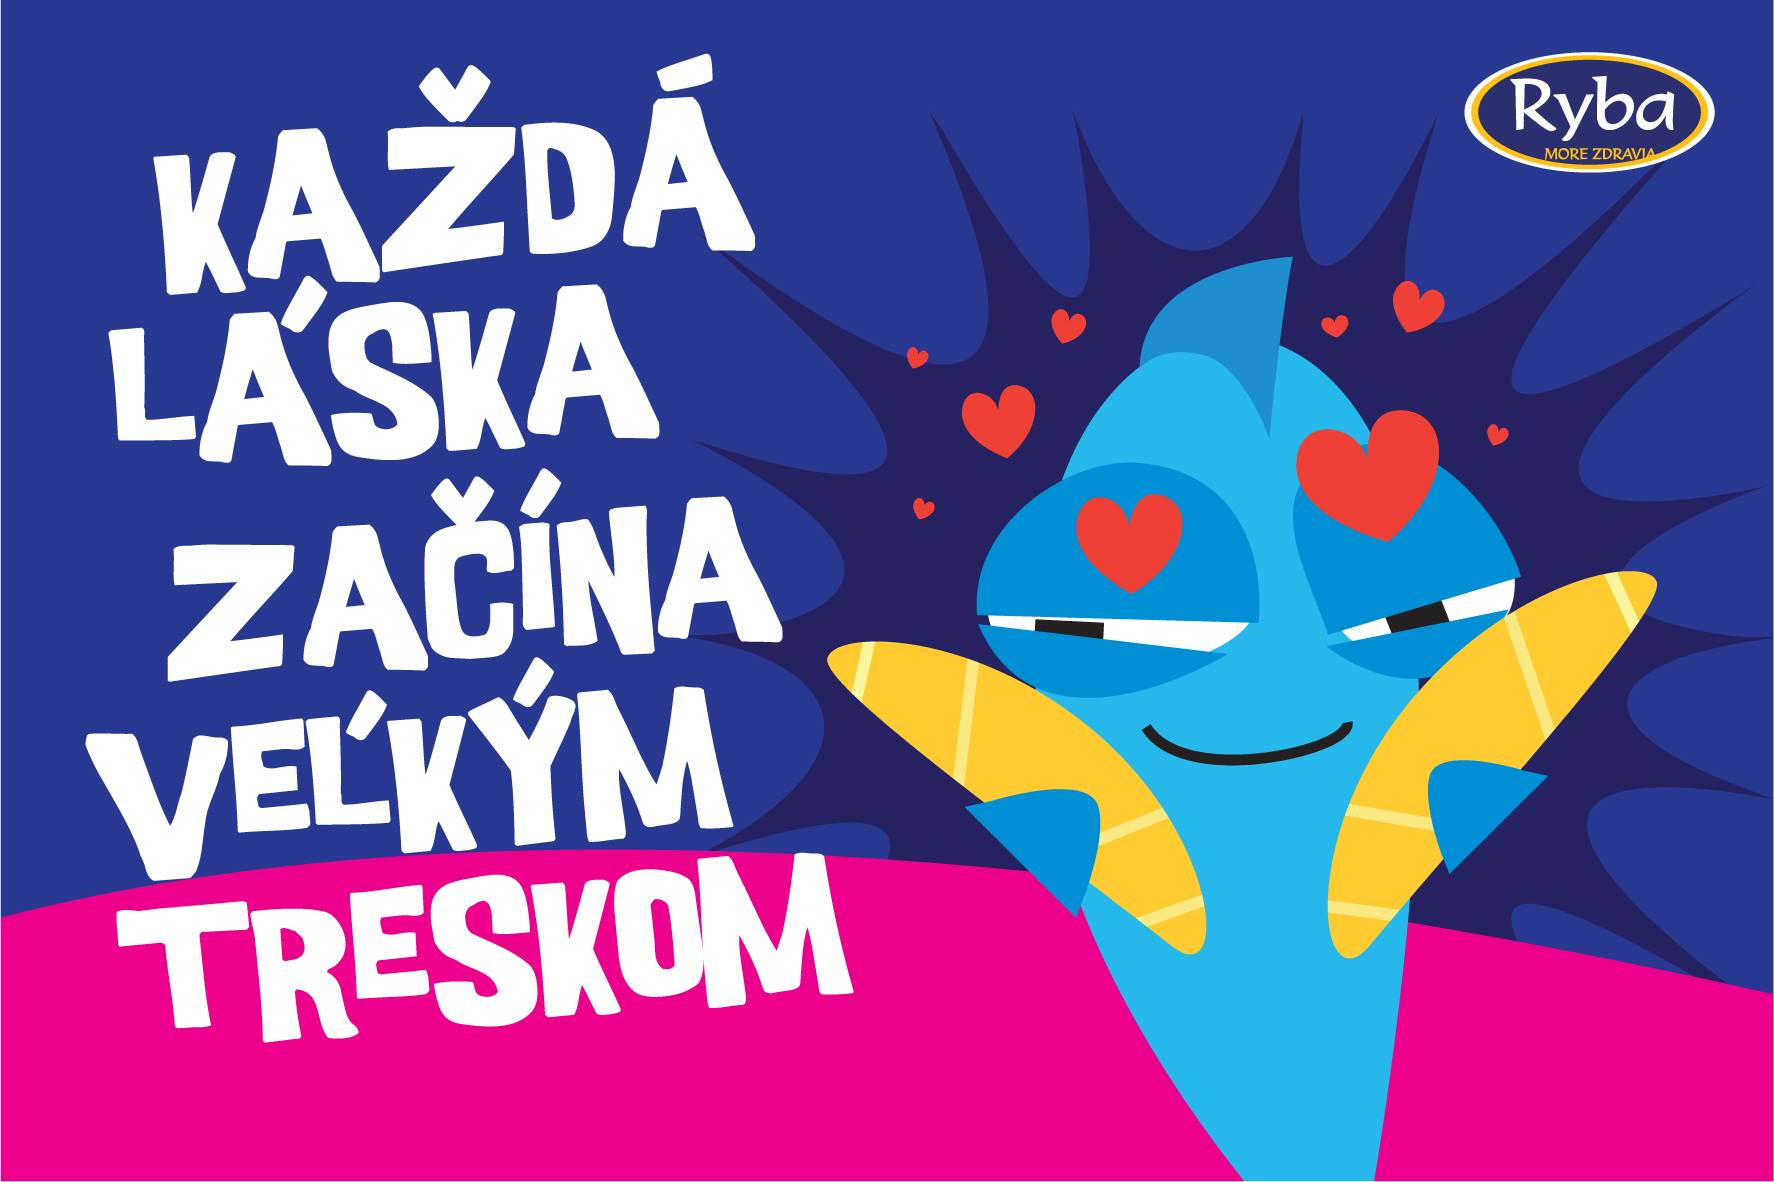 KAŽDÁ
LÁSKA
ZAČÍNA
VEĽKÝM
TRESKOM
Ryba
MORE ZDRAVIA